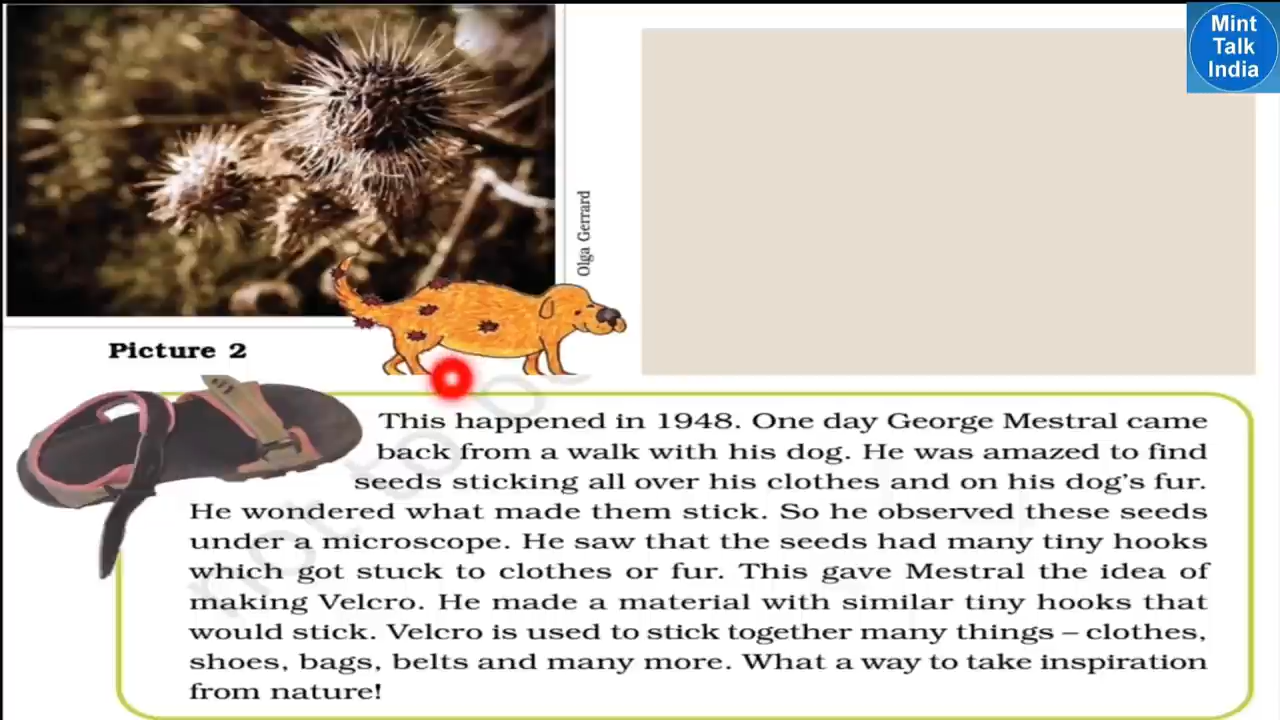 Mint
Talk
India
Olga Gerrard
Picture 2
This happened in 1948. One day George Mestral came
back from a walk with his dog. He was amazed to find
seeds sticking all over his clothes and on his dog's fur.
He wondered what made them stick. So he observed these seeds
under a microscope. He saw that the seeds had many tiny hooks
which got stuck to clothes or fur. This gave Mestral the idea of
making Velcro. He made a material with similar tiny hooks that
would stick. Velcro is used to stick together many things – clothes,
shoes, bags, belts and many more. What a way to take inspiration
from nature!
not to